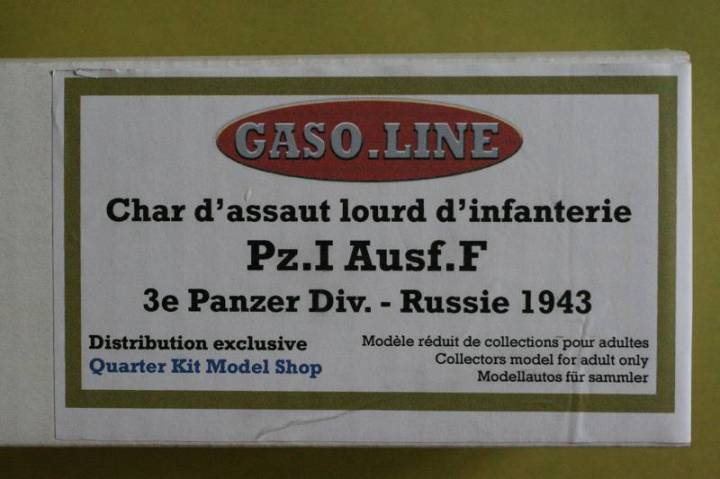 GASO.LINE
Char d'assaut lourd d'infanterie
Pz.I Ausf.F
3e Panzer Div. - Russie 1943
Distribution exclusive
Quarter Kit Model Shop
Modèle réduit de collections pour adultes
Collectors model for adult only
Modellautos für sammler